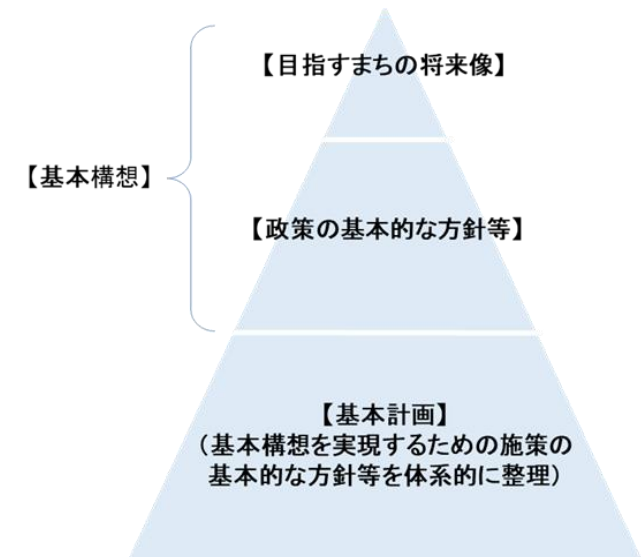 【目指すまちの将来像】
【基本構想】
【政策の基本的な方針等】
【基本計画】
（基本構想を実現するための施策の
基本的な方針等を体系的に整理）